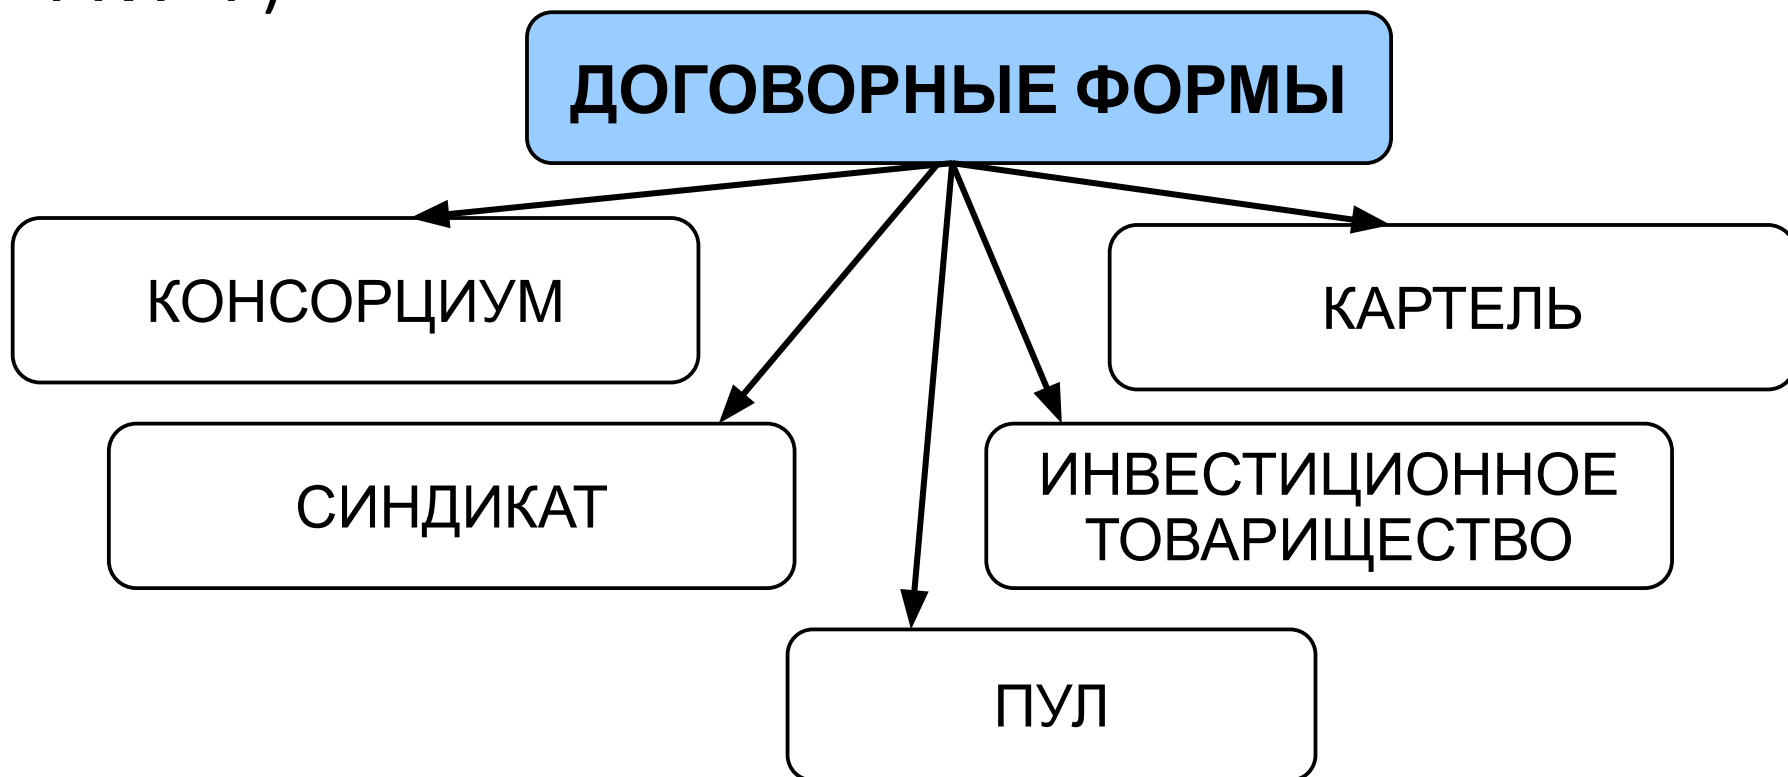 ДОГОВОРНЫЕ ФОРМЫ
КОНСОРЦИУМ
КАРТЕЛЬ
СИНДИКАТ
ИНВЕСТИЦИОННОЕ
ТОВАРИЩЕСТВО
ПУЛ